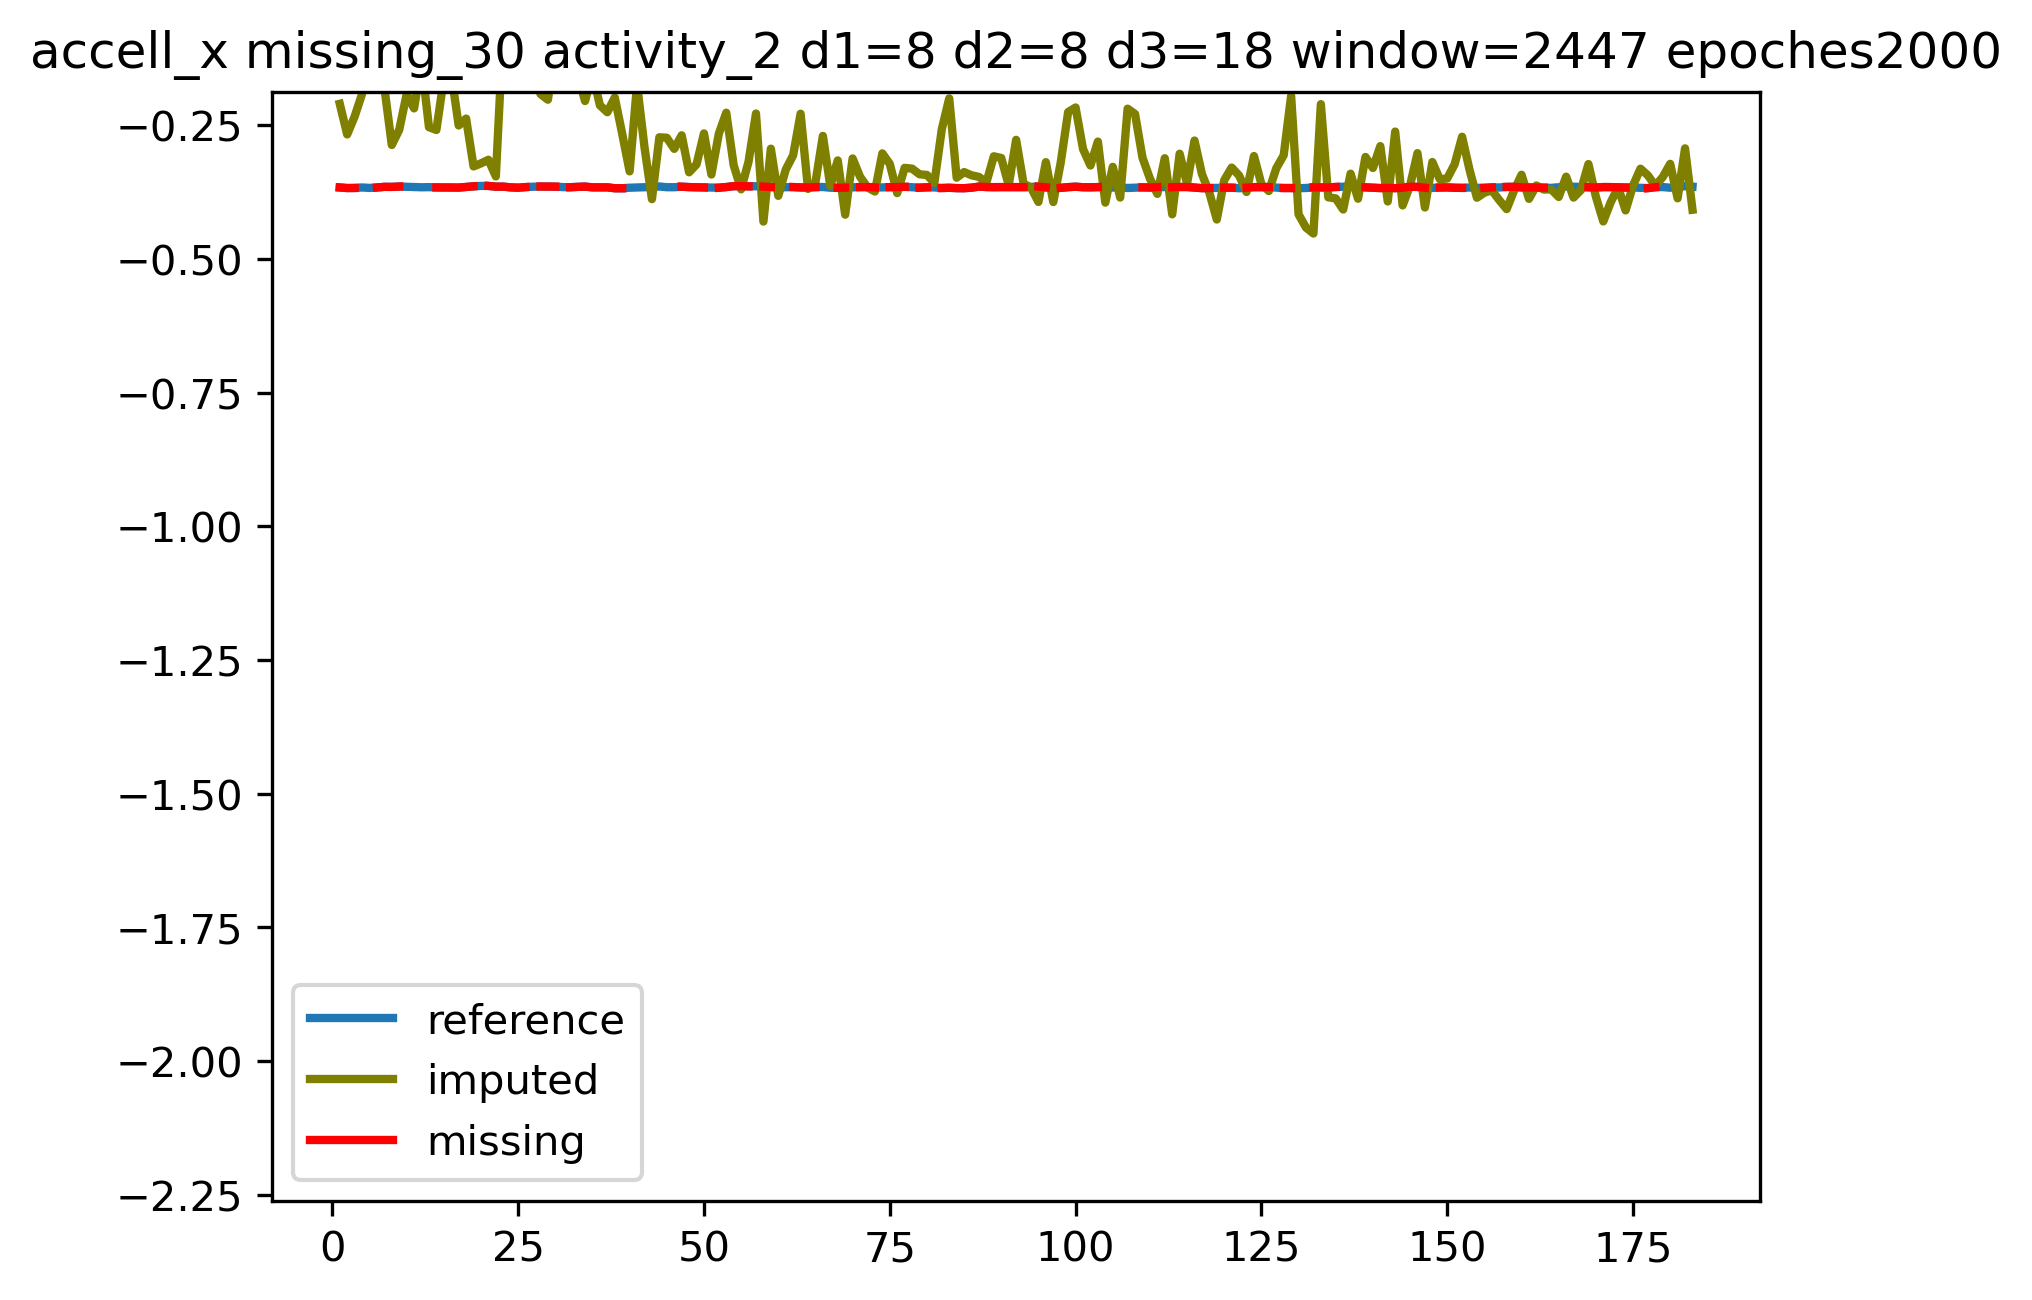 accell_x missing_30 activity_2 d1=8 d2=8 d3=18 window=2447 epoches2000
−0.25
−0.50
−0.75
−1.00
−1.25
−1.50
−1.75
−2.00
−2.25
reference
imputed
missing
0 25 50 75 100 125 150 175